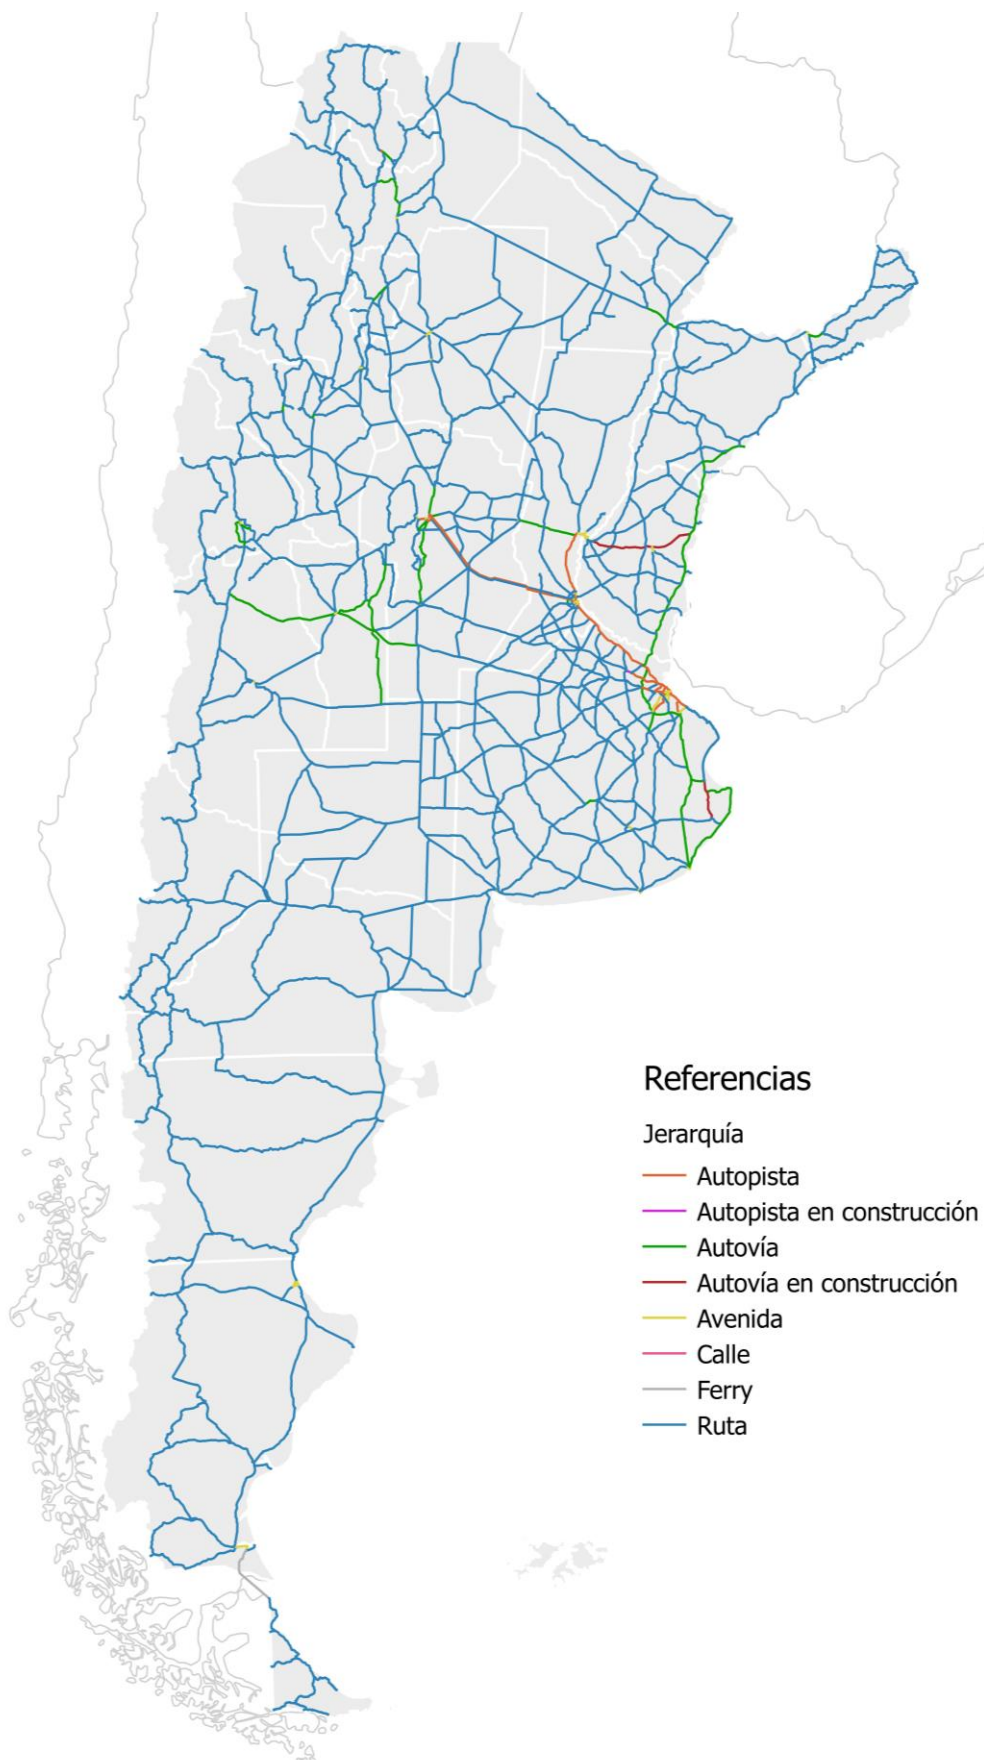 Referencias
Jerarquía
Autopista
Autopista en construcción
Autovía
Autovía en construcción
Avenida
Calle
Ferry
Ruta